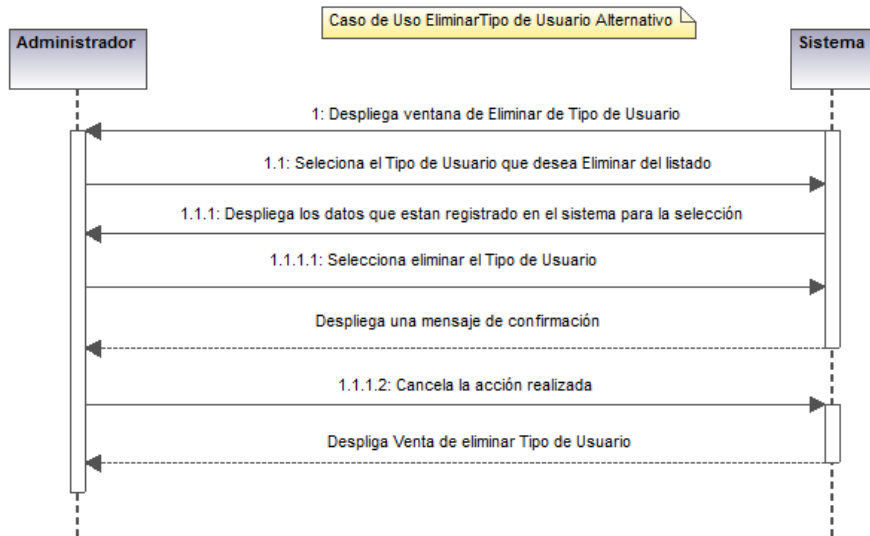 Caso de Uso EliminarTipo de Usuario Alternativo
Administrador
Sistema
1: Despliega ventana de Eliminar de Tipo de Usuario
1.1: Seleciona el Tipo de Usuario que desea Eliminar del listado
1.1.1: Despliega los datos que estan registrado en el sistema para la selección
1.1.1.1: Selecciona eliminar el Tipo de Usuario
Despliega una mensaje de confirmación
1.1.1.2: Cancela la acción realizada
Despliga Venta de eliminar Tipo de Usuario